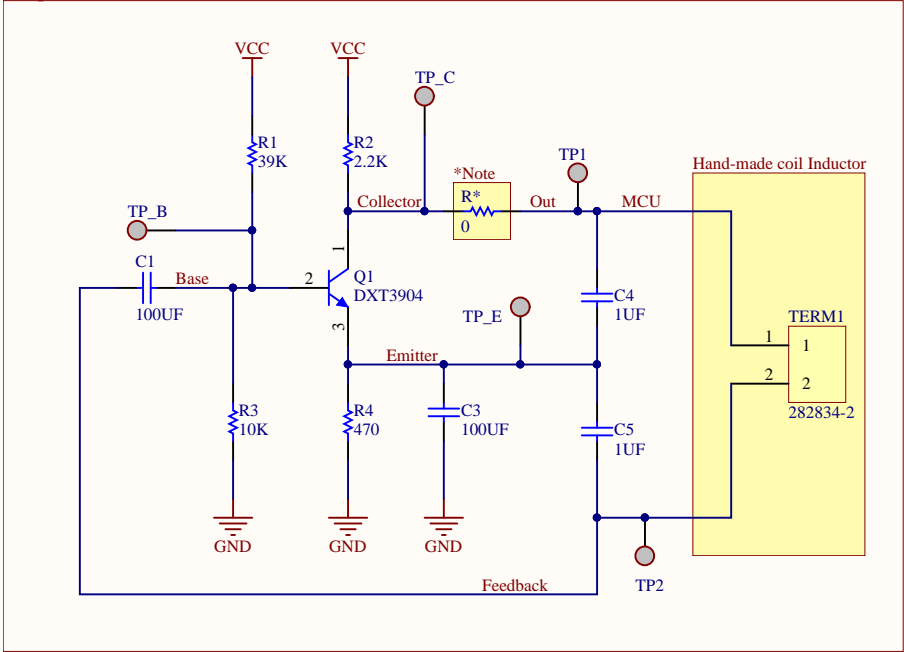 VCC
VCC
TP_C
R1
39K
R2
2.2K
TP1
*Note
Hand-made coil Inductor
R*
0
TP_B
Collector
Out
MCU
1
C1
Base
100UF
2
Q1
DXT3904
C4
1UF
TP_E
3
TERM1
1
1
Emitter
2
2
282834-2
R3
10K
R4
470
C3
100UF
C5
1UF
GND
GND
GND
Feedback
TP2